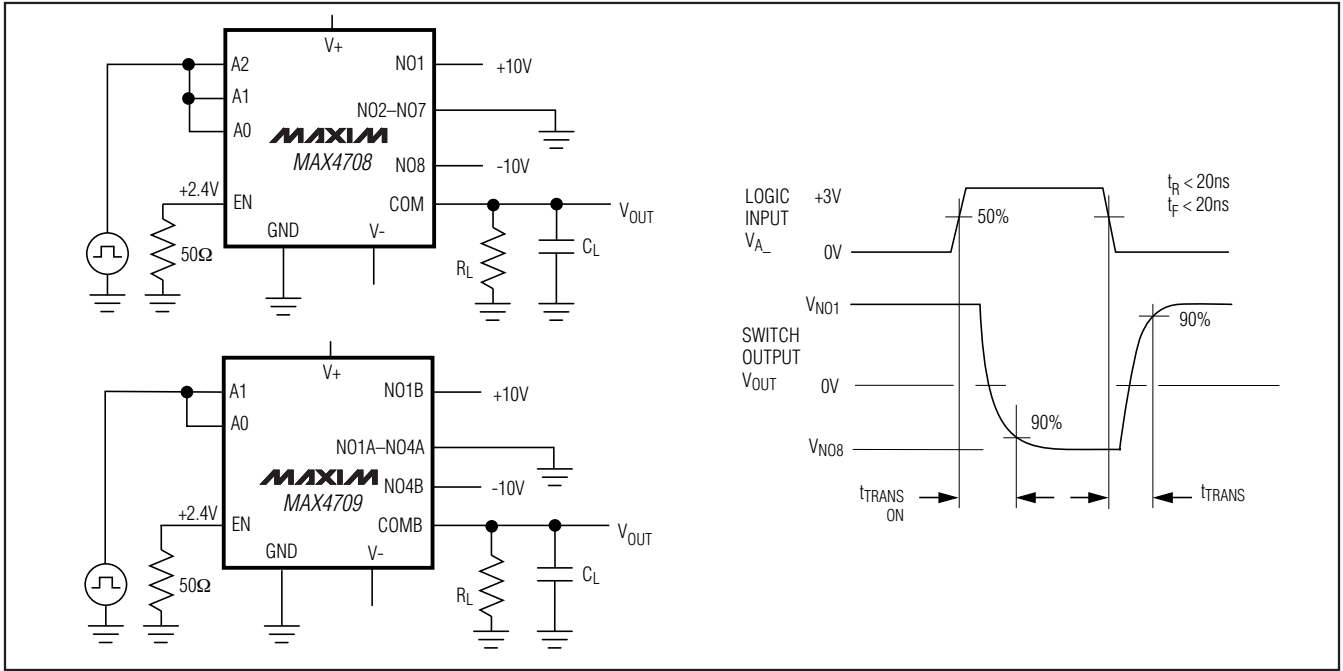 V+
A2
NO1
+10V
A1
NO2–NO7
A0
MAXIM
MAX4708
NO8
-10V
+2.4V
EN
COM
VOUT
GND
V-
50Ω
RL
CL
V+
A1
NO1B
+10V
A0
NO1A–NO4A
MAXIM
MAX4709
NO4B
-10V
+2.4V
EN
COMB
VOUT
GND
V-
50Ω
RL
CL
LOGIC
INPUT
VA_
+3V
50%
0V
tR < 20ns
tF < 20ns
VNO1
SWITCH
OUTPUT
VOUT
0V
90%
90%
VNO8
tTRANS
ON
tTRANS